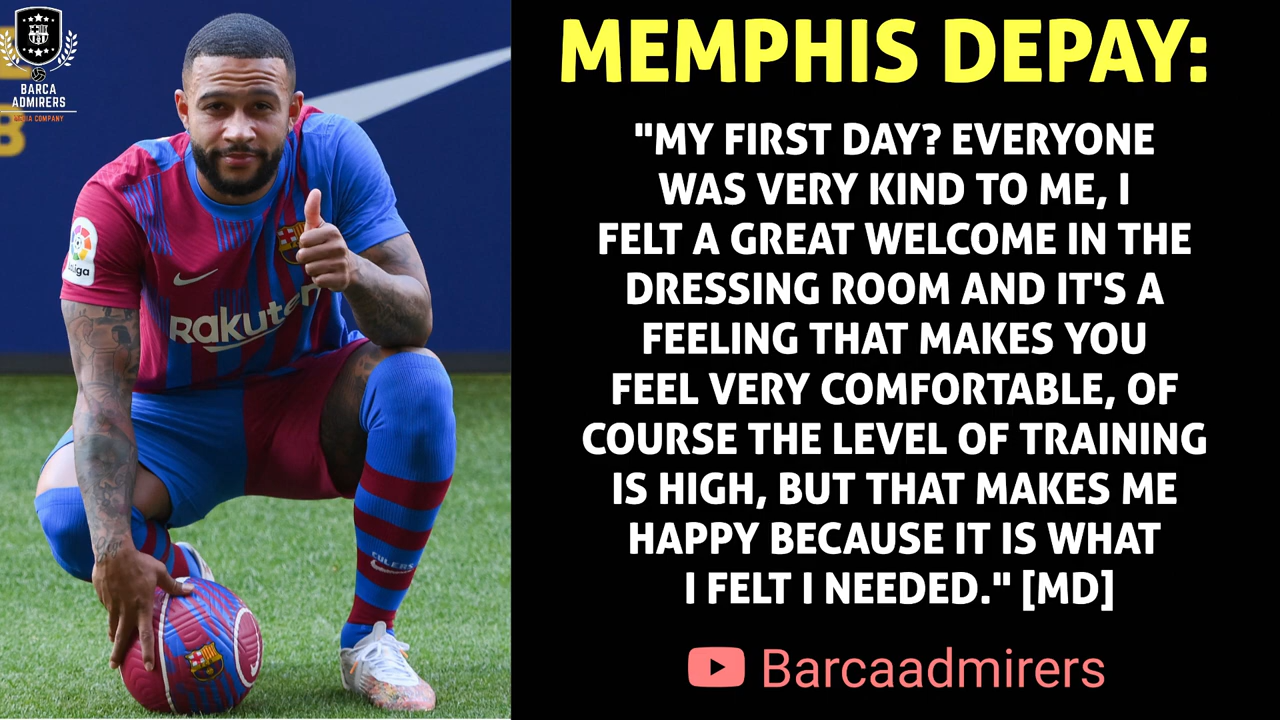 BARCA
ADMIRERS
MEDIA COMPANY
B
LaLiga
Rakuten
CULERS
MEMPHIS DEPAY:
"MY FIRST DAY? EVERYONE
WAS VERY KIND TO ME, I
FELT A GREAT WELCOME IN THE
DRESSING ROOM AND IT'S A
FEELING THAT MAKES YOU
FEEL VERY COMFORTABLE, OF
COURSE THE LEVEL OF TRAINING
IS HIGH, BUT THAT MAKES ME
HAPPY BECAUSE IT IS WHAT
I FELT I NEEDED." [MD]
Barcaadmirers